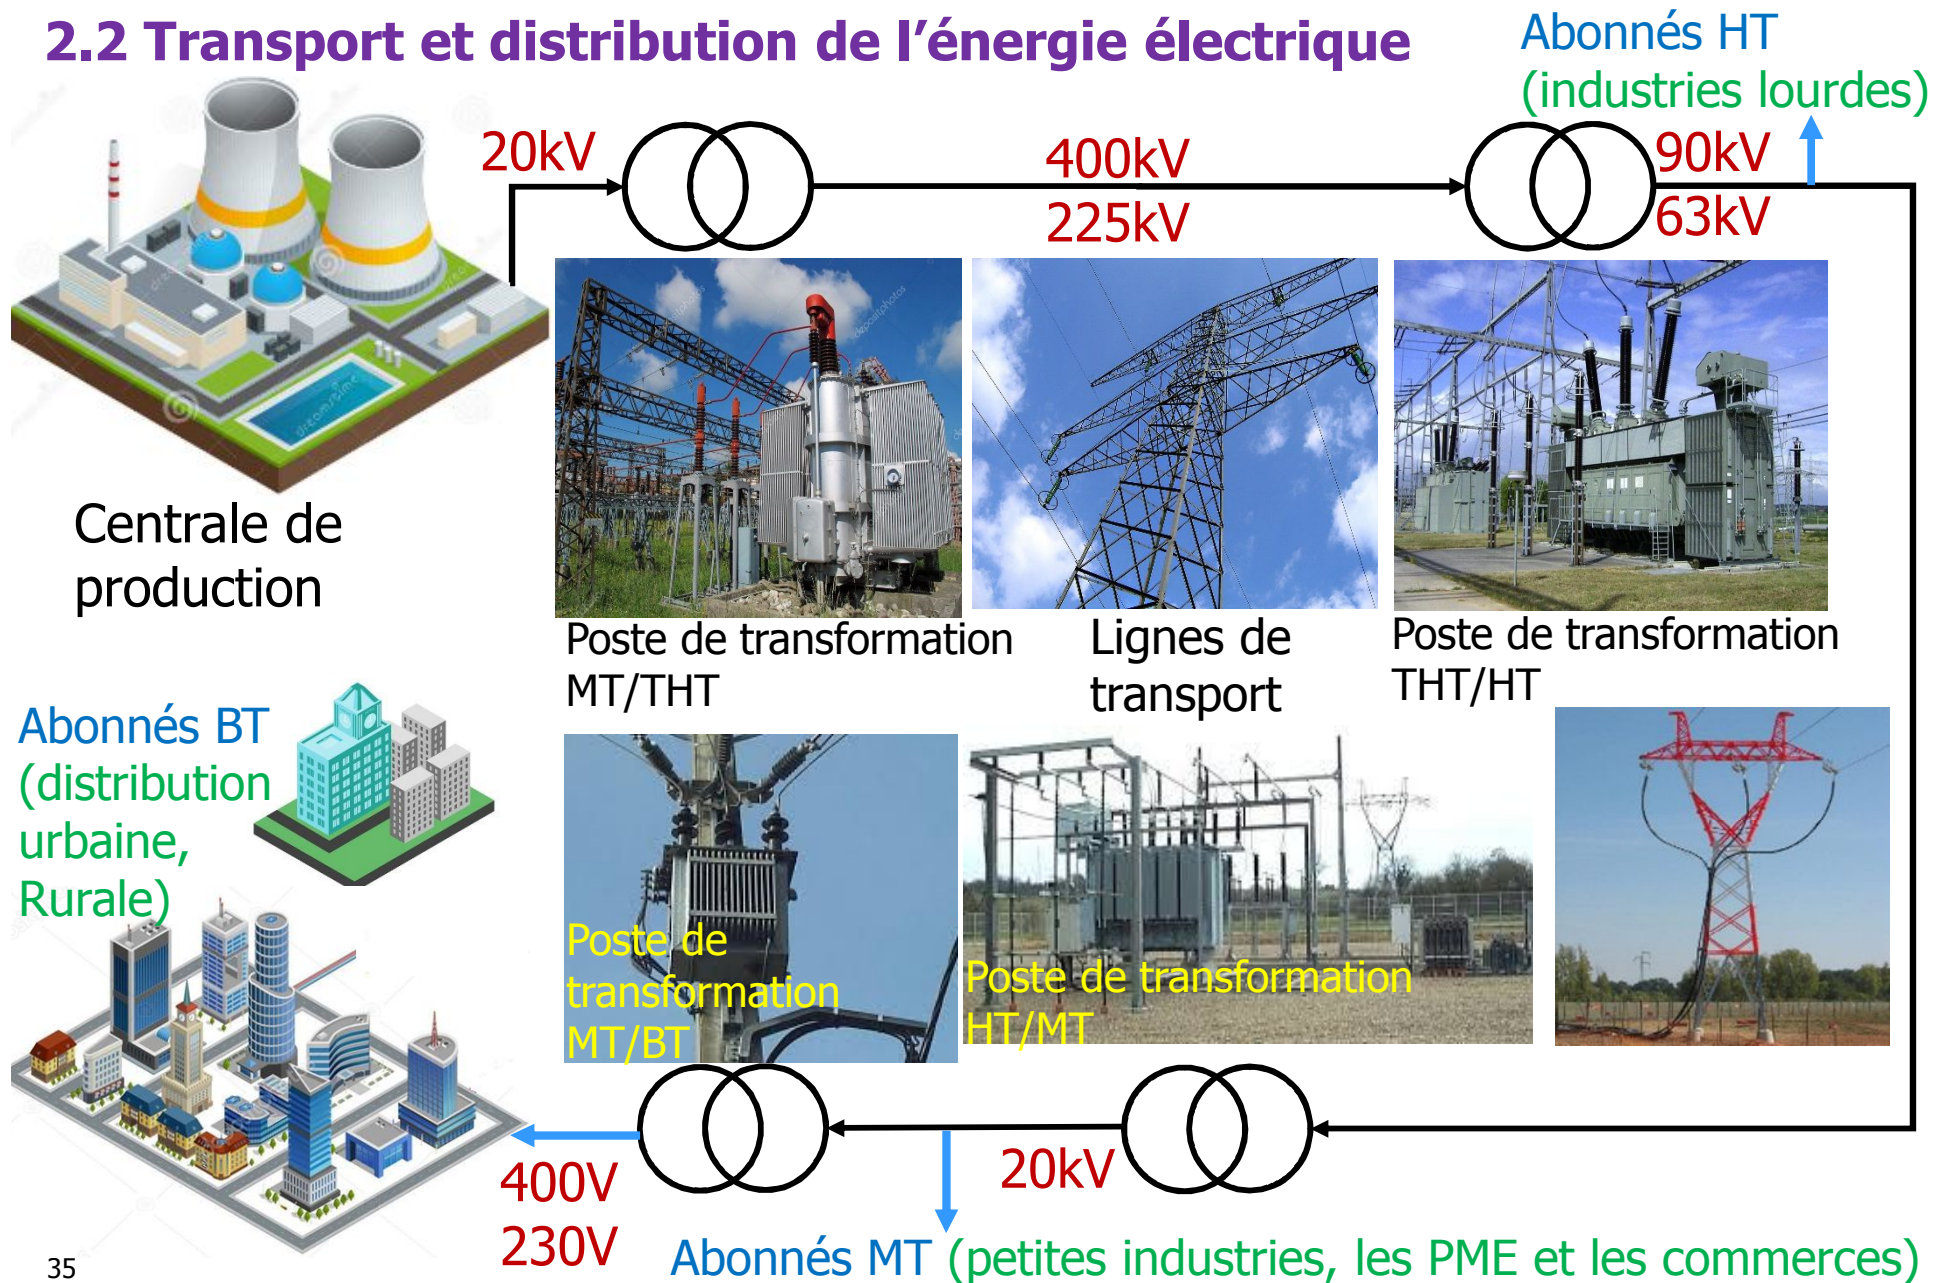 2.2 Transport et distribution de l’énergie électrique
Abonnés HT
(industries lourdes)
20kV
400kV
225kV
90kV
63kV
Centrale de
production
Poste de transformation
MT/THT
Lignes de
transport
Poste de transformation
THT/HT
Abonnés BT
(distribution
urbaine,
Rurale)
Poste de
transformation
MT/BT
Poste de transformation
HT/MT
400V
230V
20kV
Abonnés MT (petites industries, les PME et les commerces)
35
dreamstime
depositphotos